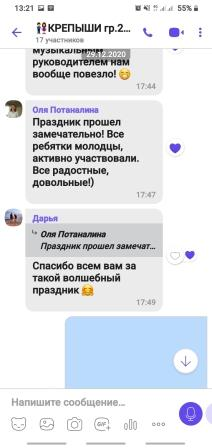 13:21
55%
КРЕПЫШИ гр.2...
17 участников
музыкальным
29.12.2020
руководителем нам
вообще повезло!
17:44
Оля Потаналина
Праздник прошел
замечательно! Все
ребятки молодцы,
активно участвовали.
Все радостные,
довольные!)
17:47
Дарья
Оля Потаналина
Праздник прошел замечат...
Спасибо всем вам за
такой волшебный
праздник
17:49
Напишите сообщение...
GIF